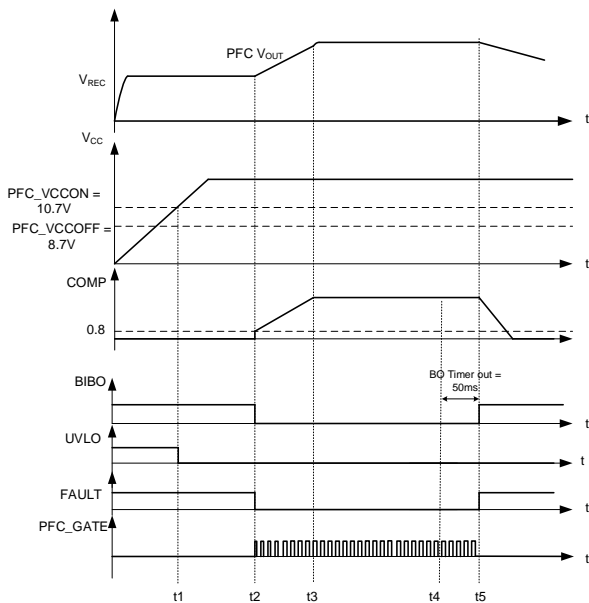 PFC VOUT
VREC
t
VCC
PFC_VCCON =
10.7V
PFC_VCCOFF =
8.7V
t
COMP
0.8
t
BO Timer out =
50ms
BIBO
t
UVLO
t
FAULT
t
PFC_GATE
t
t1 t2 t3 t4 t5